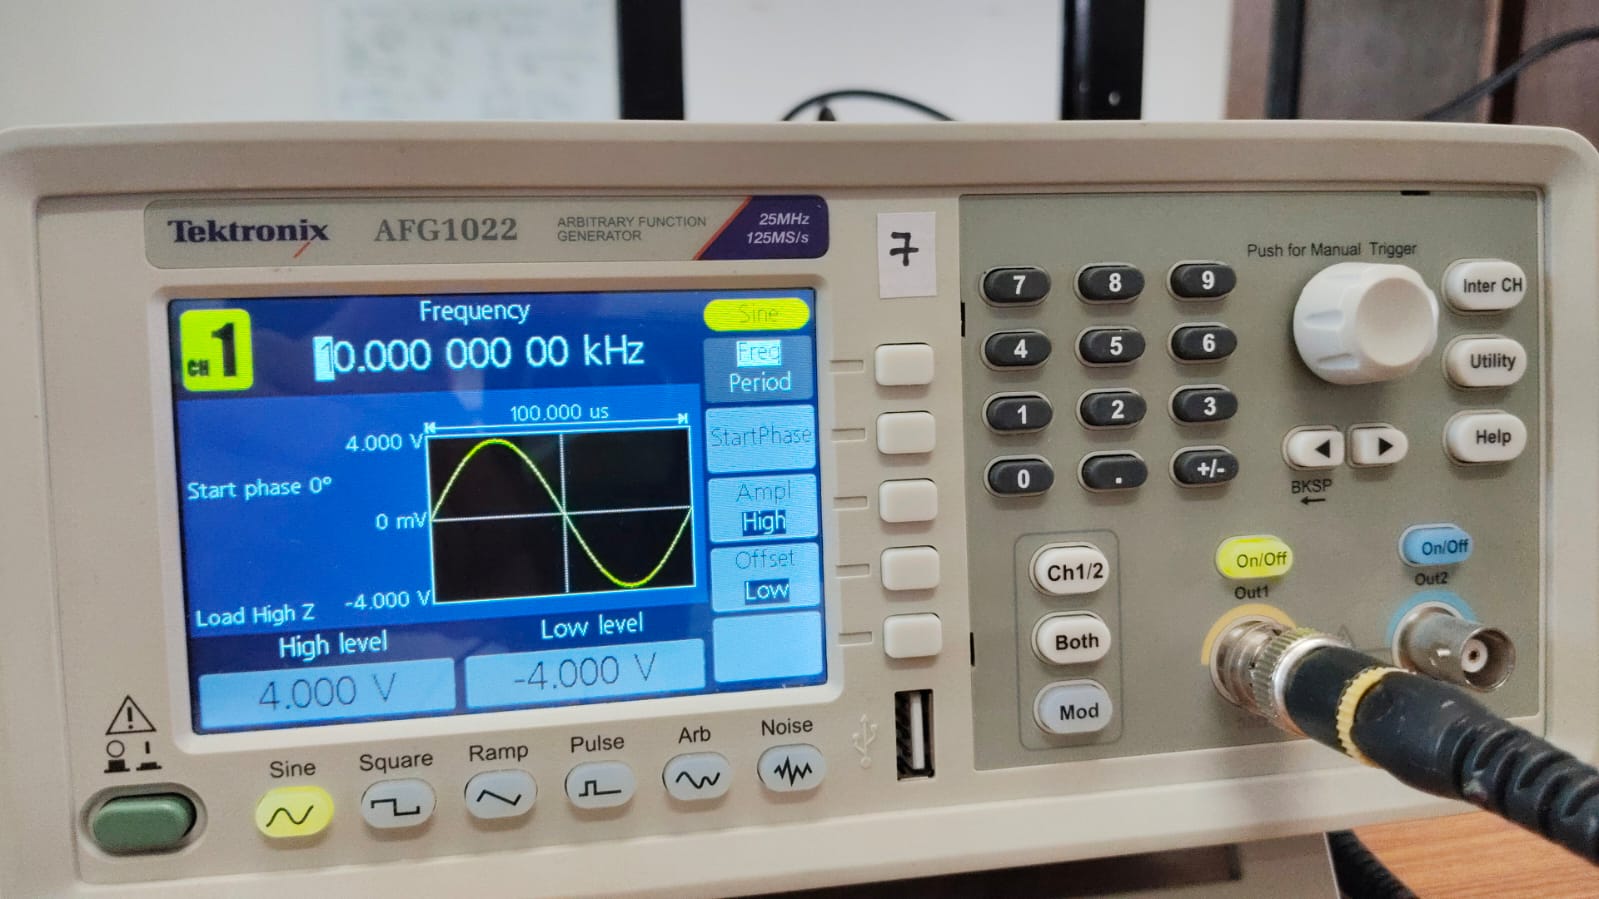 Tektronix AFG1022 ARBITRARY FUNCTION GENERATOR
25MHz
125MS/s
7
CH 1
Frequency
10.000 000 00 kHz
Sine
Freq
Period
StartPhase
Ampl
High
Offset
Low
100.000 us
4.000 V
Start phase 0°
0 mV
Load High Z
-4.000 V
High level
Low level
4.000 V
-4.000 V
Sine
Square
Ramp
Pulse
Arb
Noise
Push for Manual Trigger
7 8 9
4 5 6
1 2 3
0 . +/-
Inter CH
Utility
Help
BKSP
Ch1/2
Both
Mod
On/Off
Out1
On/Off
Out2